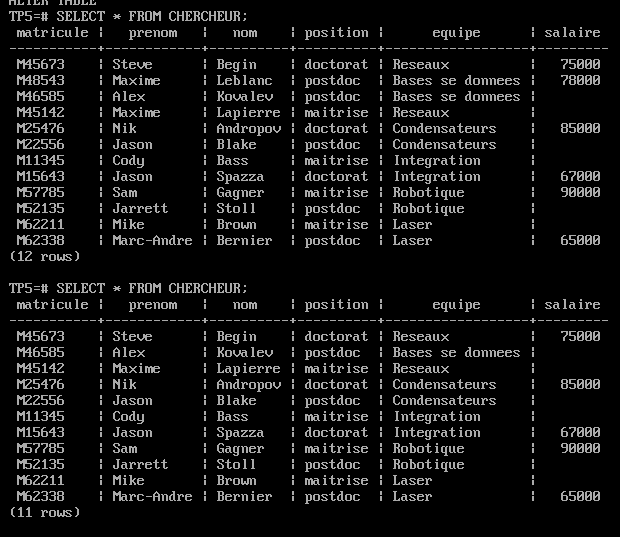 ALTER TABLE
TP5=# SELECT * FROM CHERCHEUR;
 matricule |   prenom   |   nom    | position  |      equipe      | salaire
-----------+------------+----------+-----------+------------------+---------
 M45673    | Steve      | Begin    | doctorat  | Reseaux          |   75000
 M48543    | Maxime     | Leblanc  | postdoc   | Bases se donnees |   78000
 M46585    | Alex       | Kovalev  | postdoc   | Bases se donnees |
 M45142    | Maxime     | Lapierre | maitrise  | Reseaux          |
 M25476    | Nik        | Andropov | doctorat  | Condensateurs    |   85000
 M22556    | Jason      | Blake    | postdoc   | Condensateurs    |
 M11345    | Cody       | Bass     | maitrise  | Integration      |
 M15643    | Jason      | Spazza   | doctorat  | Integration      |   67000
 M57785    | Sam        | Gagner   | maitrise  | Robotique        |   90000
 M52135    | Jarrett    | Stoll    | postdoc   | Robotique        |
 M62211    | Mike       | Brown    | maitrise  | Laser            |
 M62338    | Marc-Andre | Bernier  | postdoc   | Laser            |   65000
(12 rows)
TP5=# SELECT * FROM CHERCHEUR;
 matricule |   prenom   |   nom    | position  |      equipe      | salaire
-----------+------------+----------+-----------+------------------+---------
 M45673    | Steve      | Begin    | doctorat  | Reseaux          |   75000
 M46585    | Alex       | Kovalev  | postdoc   | Bases se donnees |
 M45142    | Maxime     | Lapierre | maitrise  | Reseaux          |
 M25476    | Nik        | Andropov | doctorat  | Condensateurs    |   85000
 M22556    | Jason      | Blake    | postdoc   | Condensateurs    |
 M11345    | Cody       | Bass     | maitrise  | Integration      |
 M15643    | Jason      | Spazza   | doctorat  | Integration      |   67000
 M57785    | Sam        | Gagner   | maitrise  | Robotique        |   90000
 M52135    | Jarrett    | Stoll    | postdoc   | Robotique        |
 M62211    | Mike       | Brown    | maitrise  | Laser            |
 M62338    | Marc-Andre | Bernier  | postdoc   | Laser            |   65000
(11 rows)